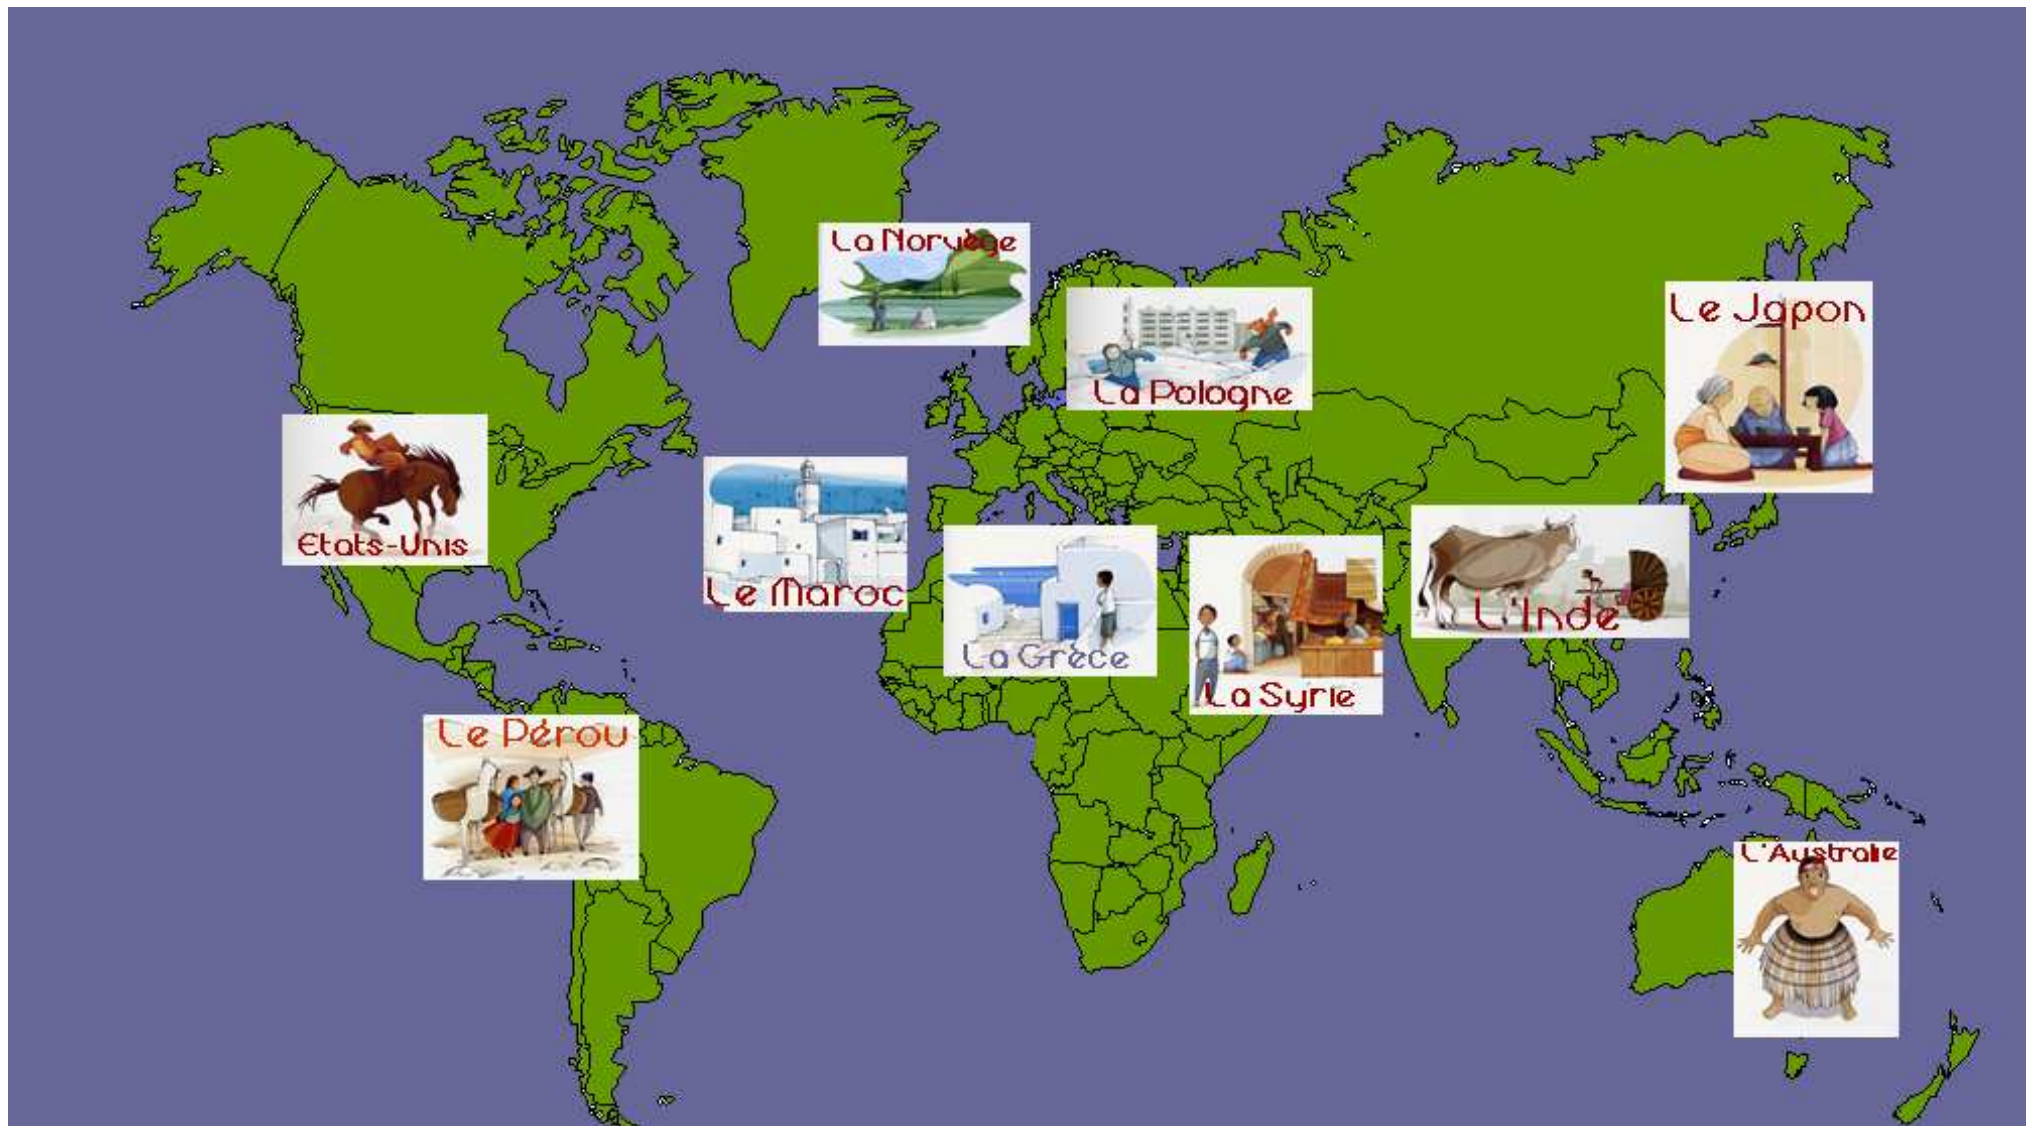 La Norvège
Le Japon
La Pologne
Etats-Unis
Le Maroc
L'Inde
La Grèce
La Syrie
Le Pérou
L'Australie